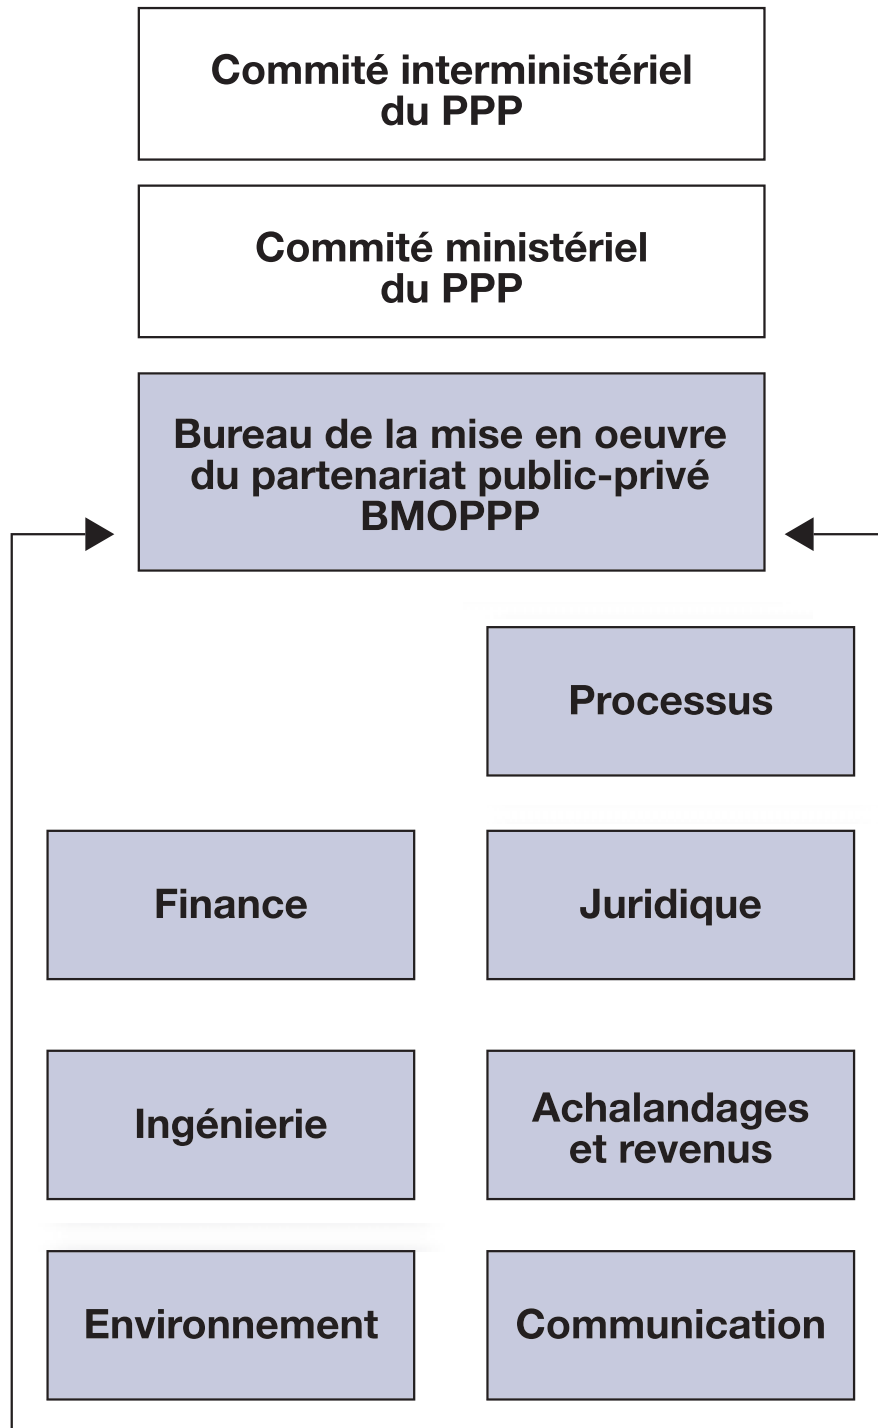 Commité interministériel
du PPP
Commité ministériel
du PPP
Bureau de la mise en oeuvre
du partenariat public-privé
BMOPPP
Processus
Finance
Juridique
Ingénierie
Achalandages
et revenus
Environnement
Communication